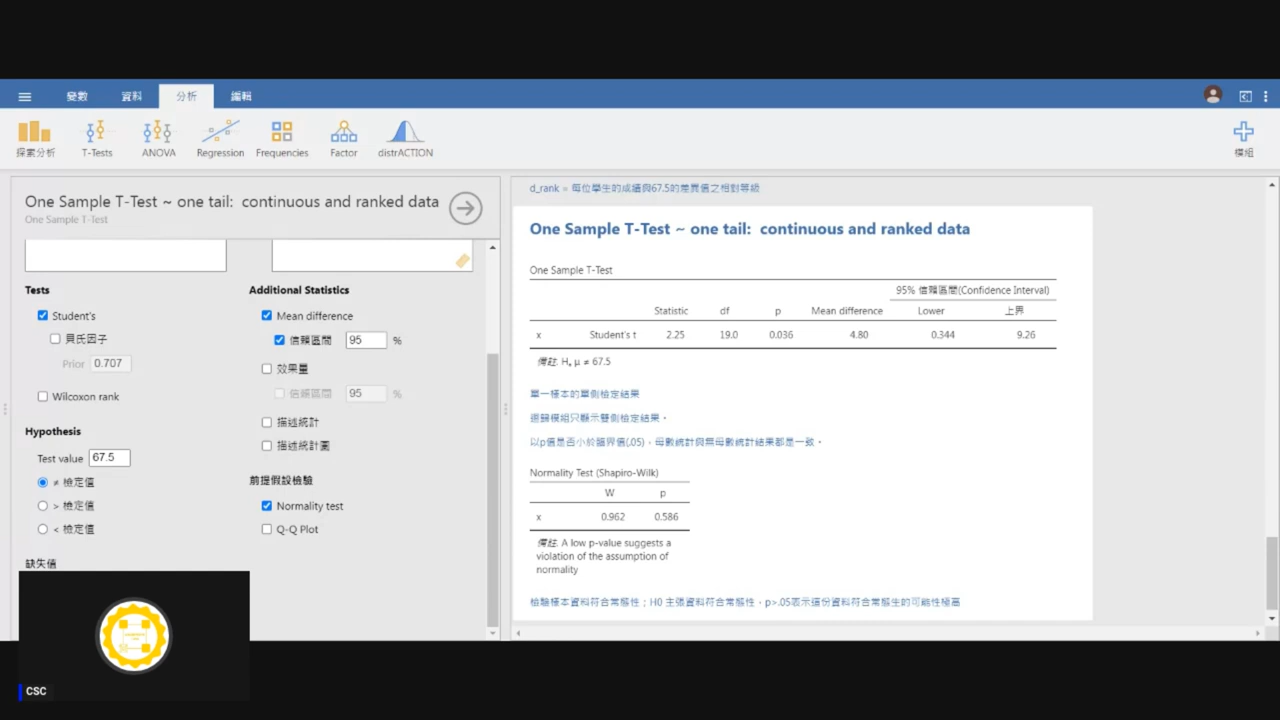 變數 資料 分析 編輯
探索分析 T-Tests ANOVA Regression Frequencies Factor distrACTION 模組
One Sample T-Test ~ one tail: continuous and ranked data
One Sample T-Test
Tests
Student's
貝氏因子
Prior 0.707
Wilcoxon rank
Hypothesis
Test value 67.5
≠ 檢定值
> 檢定值
< 檢定值
缺失值
Additional Statistics
Mean difference
信賴區間 95 %
效果量
信賴區間 95 %
描述統計
描述統計圖
前提假設檢驗
Normality test
Q-Q Plot
d_rank = 每位學生的成績與67.5的差異值之相對等級
One Sample T-Test ~ one tail: continuous and ranked data
One Sample T-Test
95% 信賴區間(Confidence Interval)
Statistic df p Mean difference Lower 上界
x Student's t 2.25 19.0 0.036 4.80 0.344 9.26
備註. Hₐ μ ≠ 67.5
單一樣本的單側檢定結果
迴歸模組只顯示雙側檢定結果。
以p值是否小於臨界值(.05)，母數統計與無母數統計結果都是一致。
Normality Test (Shapiro-Wilk)
W p
x 0.962 0.586
備註. A low p-value suggests a
violation of the assumption of
normality
檢驗樣本資料符合常態性；H0 主張資料符合常態性，p>.05表示這份資料符合常態生的可能性極高
CSC